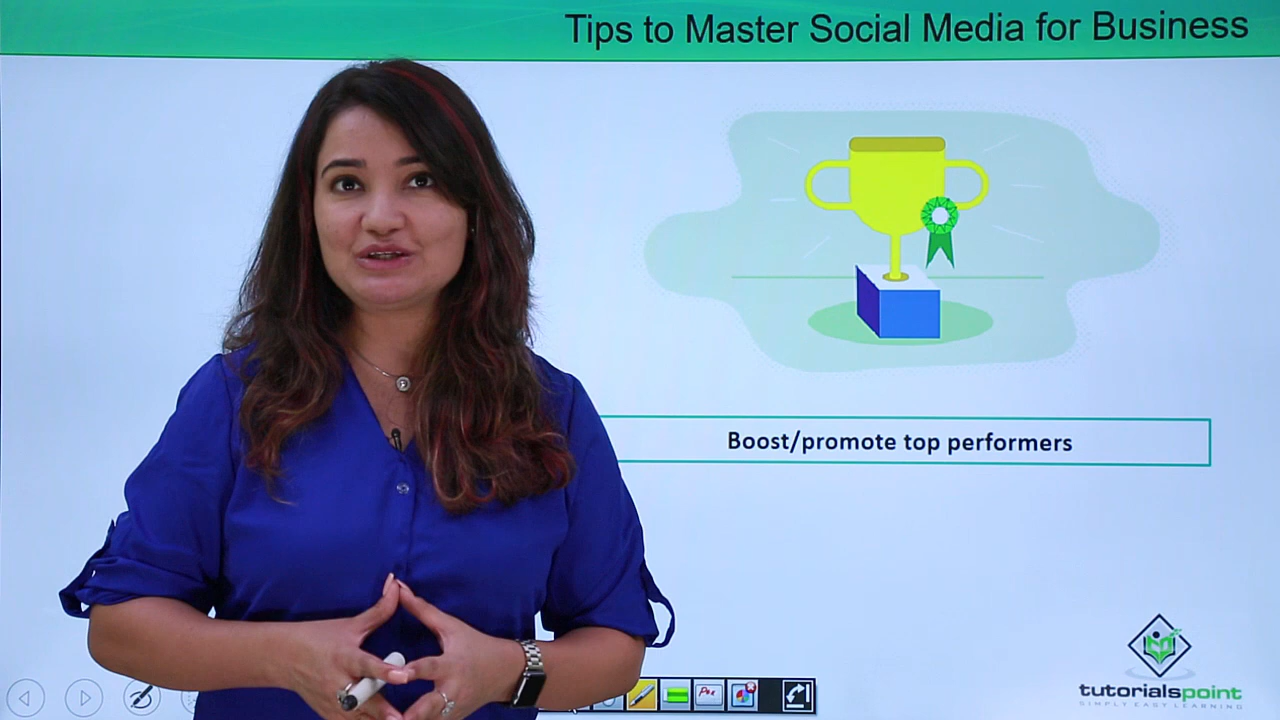 Tips to Master Social Media for Business
Boost/promote top performers
tutorialspoint
SIMPLY EASY LEARNING